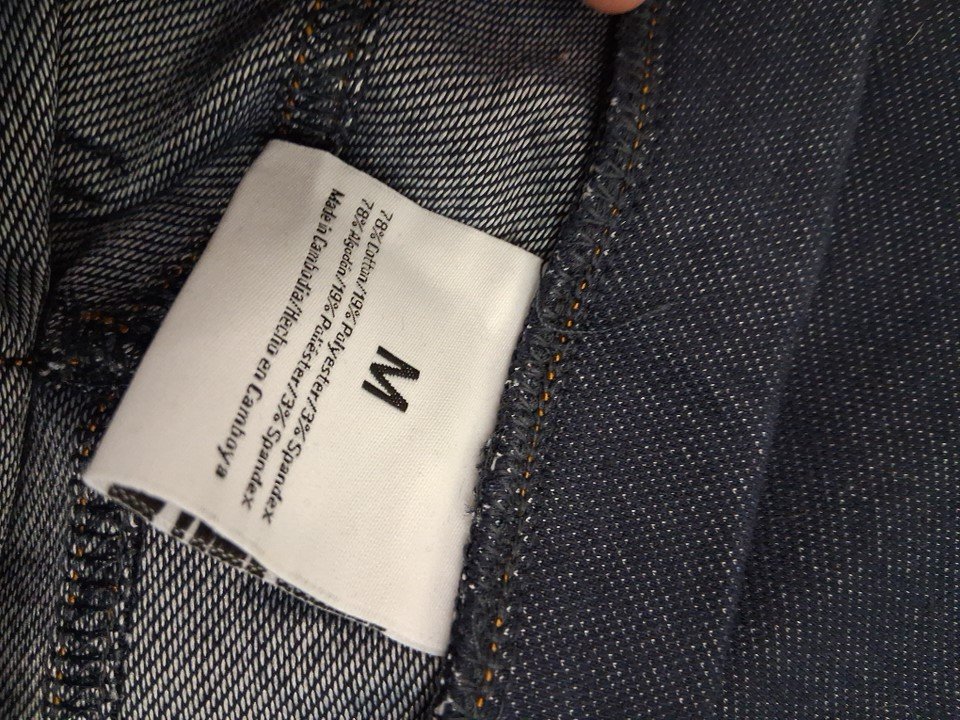 M
78% Cotton/19% Polyester/3% Spandex
78% Algodón/19% Poliéster/3% Spandex
Made in Cambodia/Hecho en Camboya